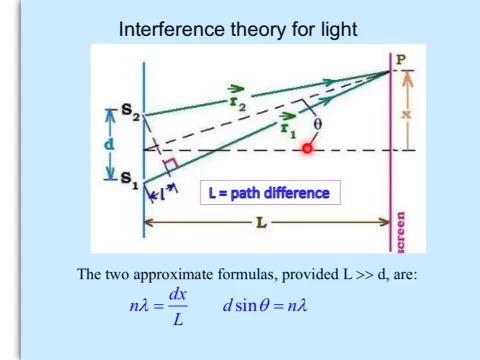 Interference theory for light
P
S₂
r₂
x
θ
d
r₁
S₁
l
L = path difference
L
screen
The two approximate formulas, provided L >> d, are:
nλ = dx/L    d sin θ = nλ